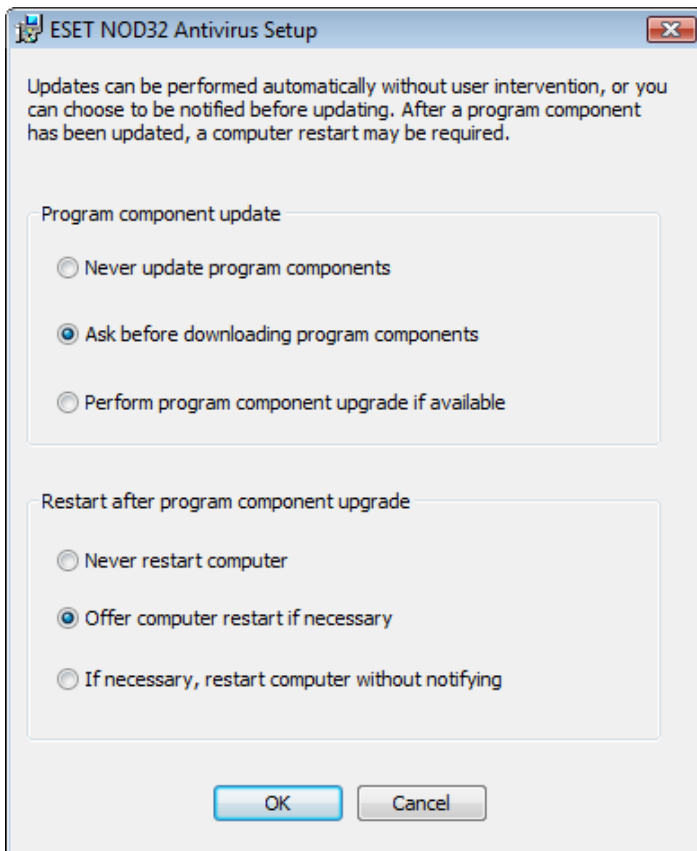 ESET NOD32 Antivirus Setup
Updates can be performed automatically without user intervention, or you
can choose to be notified before updating. After a program component
has been updated, a computer restart may be required.
Program component update
Never update program components
Ask before downloading program components
Perform program component upgrade if available
Restart after program component upgrade
Never restart computer
Offer computer restart if necessary
If necessary, restart computer without notifying
OK Cancel